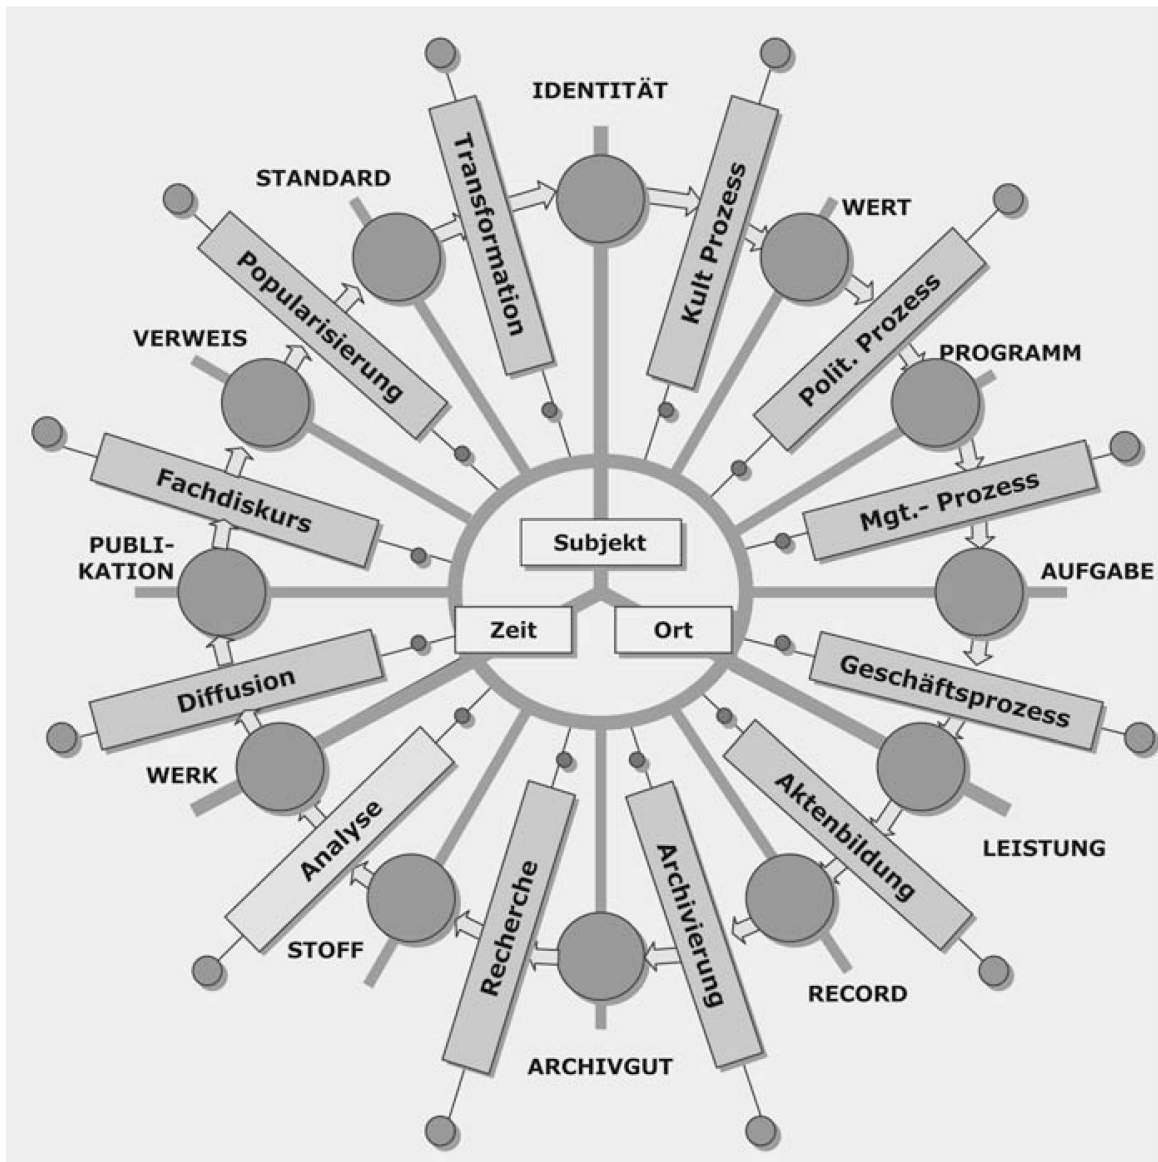 IDENTITÄT
Kult Prozess
WERT
Polit. Prozess
PROGRAMM
Mgt.- Prozess
AUFGABE
Geschäftsprozess
LEISTUNG
Aktenbildung
RECORD
Archivierung
ARCHIVGUT
Recherche
STOFF
Analyse
WERK
Diffusion
PUBLI-
KATION
Fachdiskurs
VERWEIS
Popularisierung
STANDARD
Transformation
Subjekt
Zeit
Ort